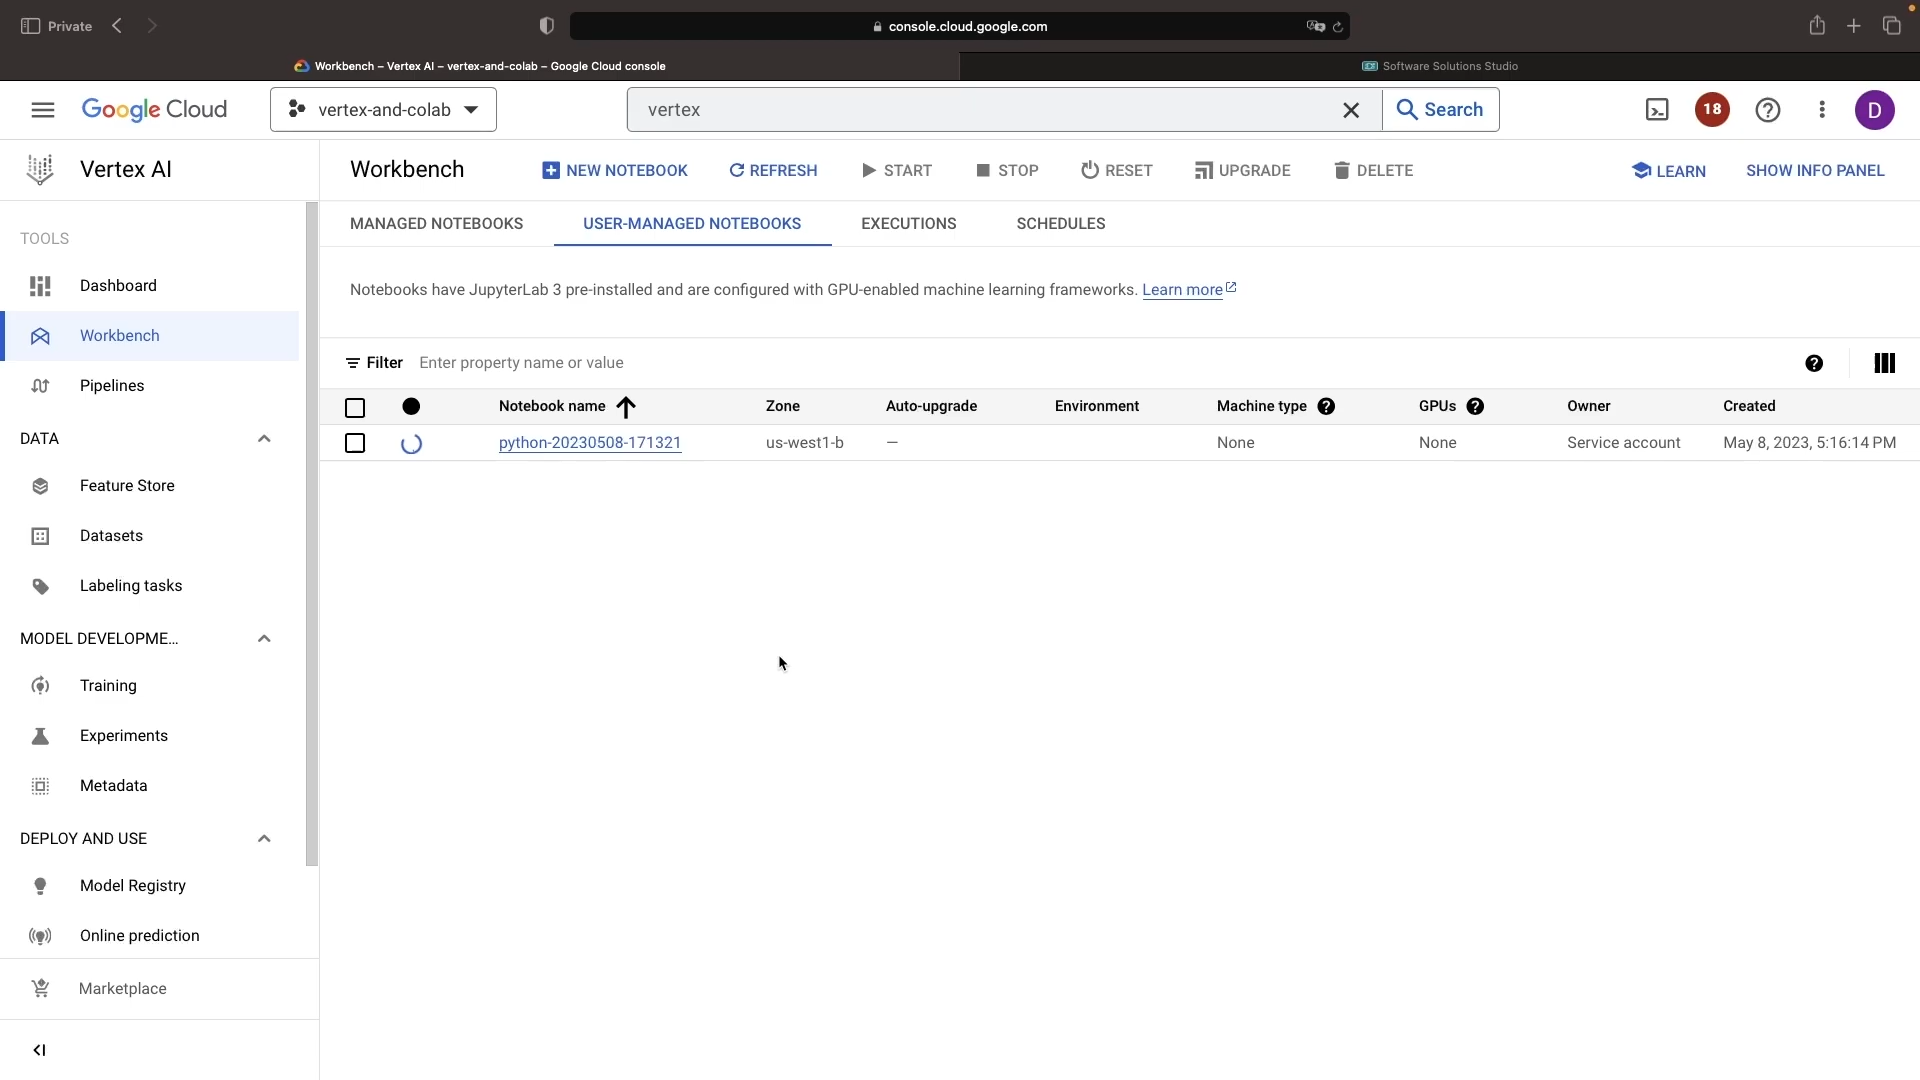 Private
console.cloud.google.com
Workbench – Vertex AI – vertex-and-colab – Google Cloud console
Software Solutions Studio
Google Cloud
vertex-and-colab
vertex
Search
18
D
Vertex AI
Workbench
NEW NOTEBOOK
REFRESH
START
STOP
RESET
UPGRADE
DELETE
LEARN
SHOW INFO PANEL
MANAGED NOTEBOOKS
USER-MANAGED NOTEBOOKS
EXECUTIONS
SCHEDULES
TOOLS
Dashboard
Workbench
Pipelines
DATA
Feature Store
Datasets
Labeling tasks
MODEL DEVELOPME...
Training
Experiments
Metadata
DEPLOY AND USE
Model Registry
Online prediction
Marketplace
Notebooks have JupyterLab 3 pre-installed and are configured with GPU-enabled machine learning frameworks. Learn more
Filter Enter property name or value
Notebook name Zone Auto-upgrade Environment Machine type GPUs Owner Created
python-20230508-171321 us-west1-b — None None Service account May 8, 2023, 5:16:14 PM